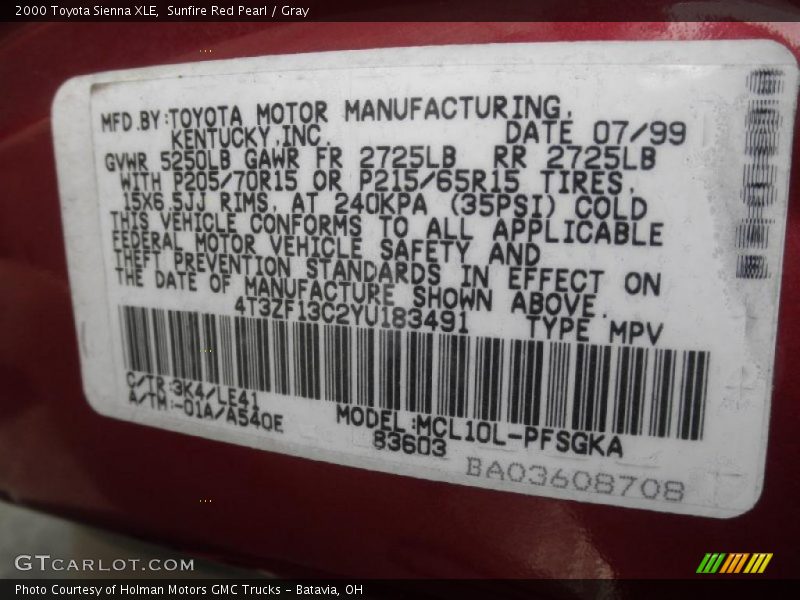 2000 Toyota Sienna XLE,  Sunfire Red Pearl / Gray
MFD.BY:TOYOTA MOTOR MANUFACTURING,
KENTUCKY,INC. DATE 07/99
GVWR 5250LB GAWR FR 2725LB RR 2725LB
WITH P205/70R15 OR P215/65R15 TIRES,
15X6.5JJ RIMS, AT 240KPA (35PSI) COLD
THIS VEHICLE CONFORMS TO ALL APPLICABLE
FEDERAL MOTOR VEHICLE SAFETY AND
THEFT PREVENTION STANDARDS IN EFFECT ON
THE DATE OF MANUFACTURE SHOWN ABOVE.
4T3ZF13C2YU183491 TYPE MPV
C/TR:3K4/LE41
A/TM:-01A/A540E
MODEL:MCL10L-PFSGKA
83603
BA03608708
GTCARLOT.COM
Photo Courtesy of Holman Motors GMC Trucks - Batavia, OH